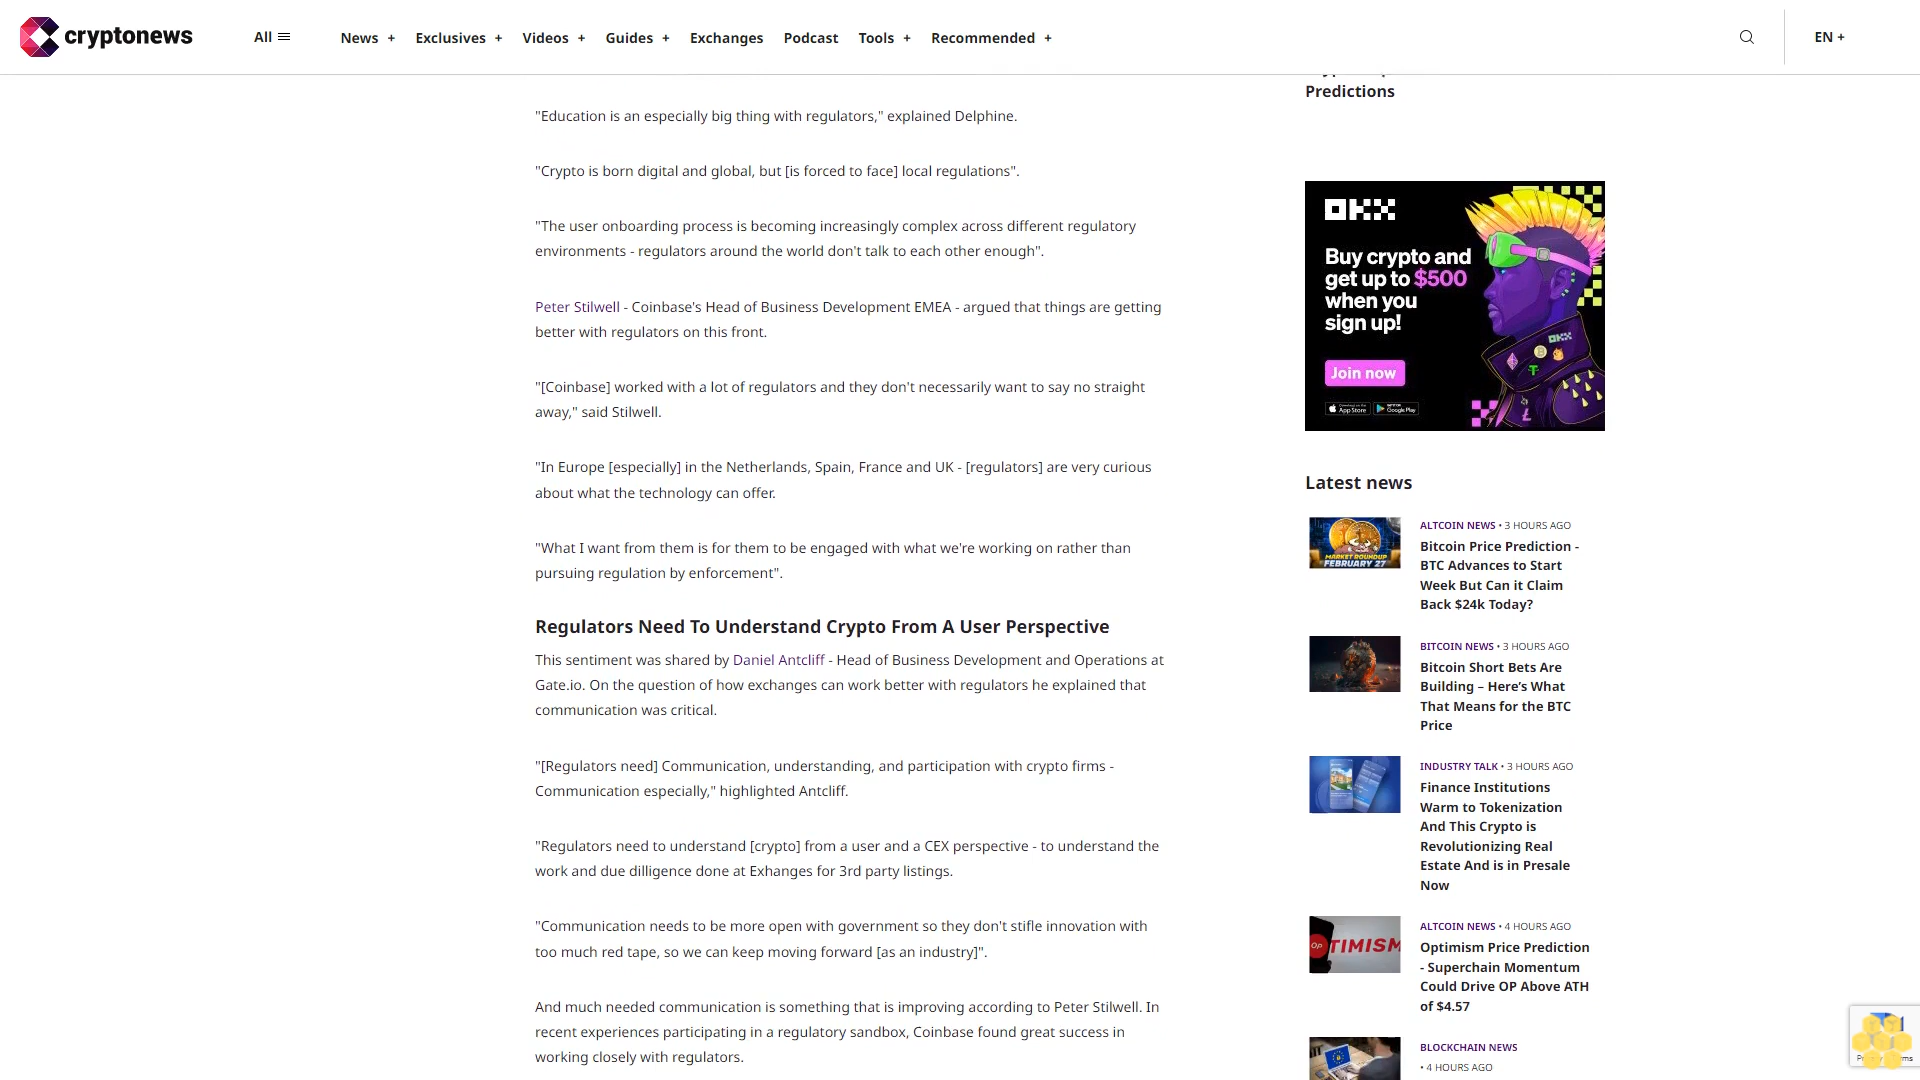 cryptonews
All
News +
Exclusives +
Videos +
Guides +
Exchanges
Podcast
Tools +
Recommended +
EN +
"Education is an especially big thing with regulators," explained Delphine.
"Crypto is born digital and global, but [is forced to face] local regulations".
"The user onboarding process is becoming increasingly complex across different regulatory
environments - regulators around the world don't talk to each other enough".
Peter Stilwell - Coinbase's Head of Business Development EMEA - argued that things are getting
better with regulators on this front.
"[Coinbase] worked with a lot of regulators and they don't necessarily want to say no straight
away," said Stilwell.
"In Europe [especially] in the Netherlands, Spain, France and UK - [regulators] are very curious
about what the technology can offer.
"What I want from them is for them to be engaged with what we're working on rather than
pursuing regulation by enforcement".
Regulators Need To Understand Crypto From A User Perspective
This sentiment was shared by Daniel Antcliff - Head of Business Development and Operations at
Gate.io. On the question of how exchanges can work better with regulators he explained that
communication was critical.
"[Regulators need] Communication, understanding, and participation with crypto firms -
Communication especially," highlighted Antcliff.
"Regulators need to understand [crypto] from a user and a CEX perspective - to understand the
work and due dilligence done at Exhanges for 3rd party listings.
"Communication needs to be more open with government so they don't stifle innovation with
too much red tape, so we can keep moving forward [as an industry]".
And much needed communication is something that is improving according to Peter Stilwell. In
recent experiences participating in a regulatory sandbox, Coinbase found great success in
working closely with regulators.
Predictions
OKX
Buy crypto and
get up to $500
when you
sign up!
Join now
App Store
Google Play
OKX
Latest news
MARKET ROUNDUP
FEBRUARY 27
ALTCOIN NEWS • 3 HOURS AGO
Bitcoin Price Prediction -
BTC Advances to Start
Week But Can it Claim
Back $24k Today?
BITCOIN NEWS • 3 HOURS AGO
Bitcoin Short Bets Are
Building – Here's What
That Means for the BTC
Price
INDUSTRY TALK • 3 HOURS AGO
Finance Institutions
Warm to Tokenization
And This Crypto is
Revolutionizing Real
Estate And is in Presale
Now
OP
TIMISM
ALTCOIN NEWS • 4 HOURS AGO
Optimism Price Prediction
- Superchain Momentum
Could Drive OP Above ATH
of $4.57
BLOCKCHAIN NEWS
• 4 HOURS AGO